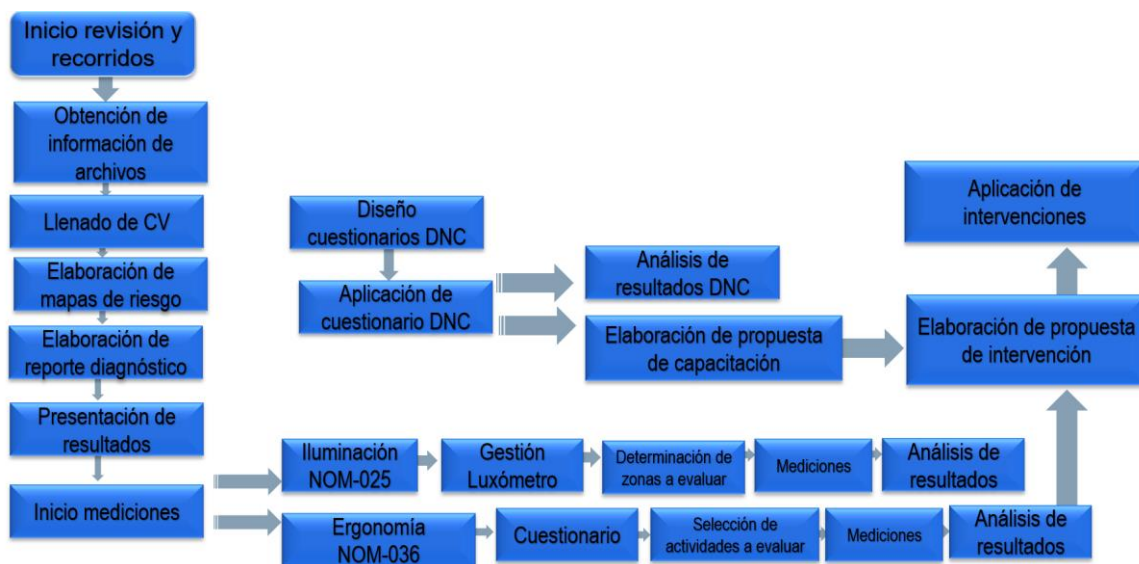 Inicio revisión y
recorridos
Obtención de
información de
archivos
Llenado de CV
Elaboración de
mapas de riesgo
Elaboración de
reporte diagnóstico
Presentación de
resultados
Inicio mediciones
Diseño
cuestionarios DNC
Aplicación de
cuestionario DNC
Análisis de
resultados DNC
Elaboración de propuesta
de capacitación
Aplicación de
intervenciones
Elaboración de propuesta
de intervención
Iluminación
NOM-025
Gestión
Luxómetro
Determinación de
zonas a evaluar
Mediciones
Análisis de
resultados
Ergonomía
NOM-036
Cuestionario
Selección de
actividades a evaluar
Mediciones
Análisis de
resultados